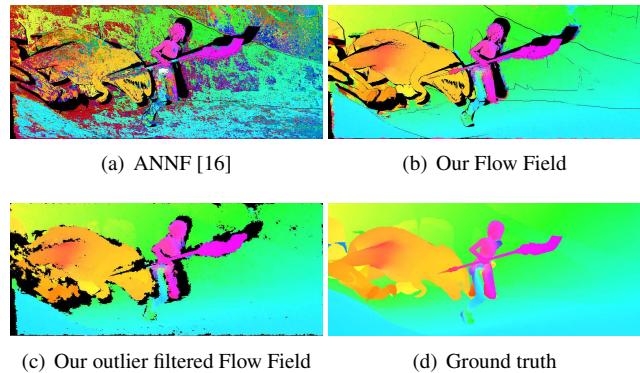 (a) ANNF [16]
(b) Our Flow Field
(c) Our outlier filtered Flow Field
(d) Ground truth